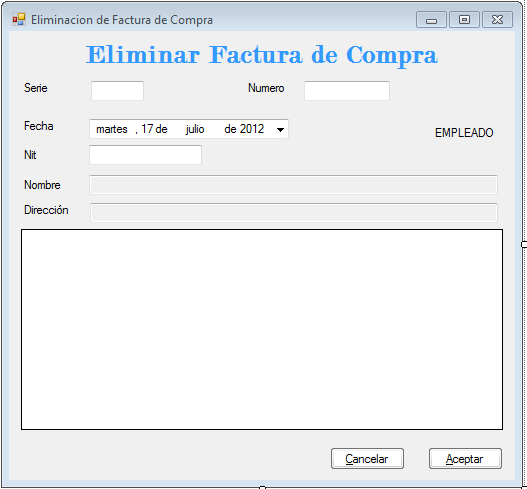 Eliminacion de Factura de Compra
Eliminar Factura de Compra
Serie Numero
Fecha martes , 17 de julio de 2012 EMPLEADO
Nit
Nombre
Dirección
Cancelar Aceptar